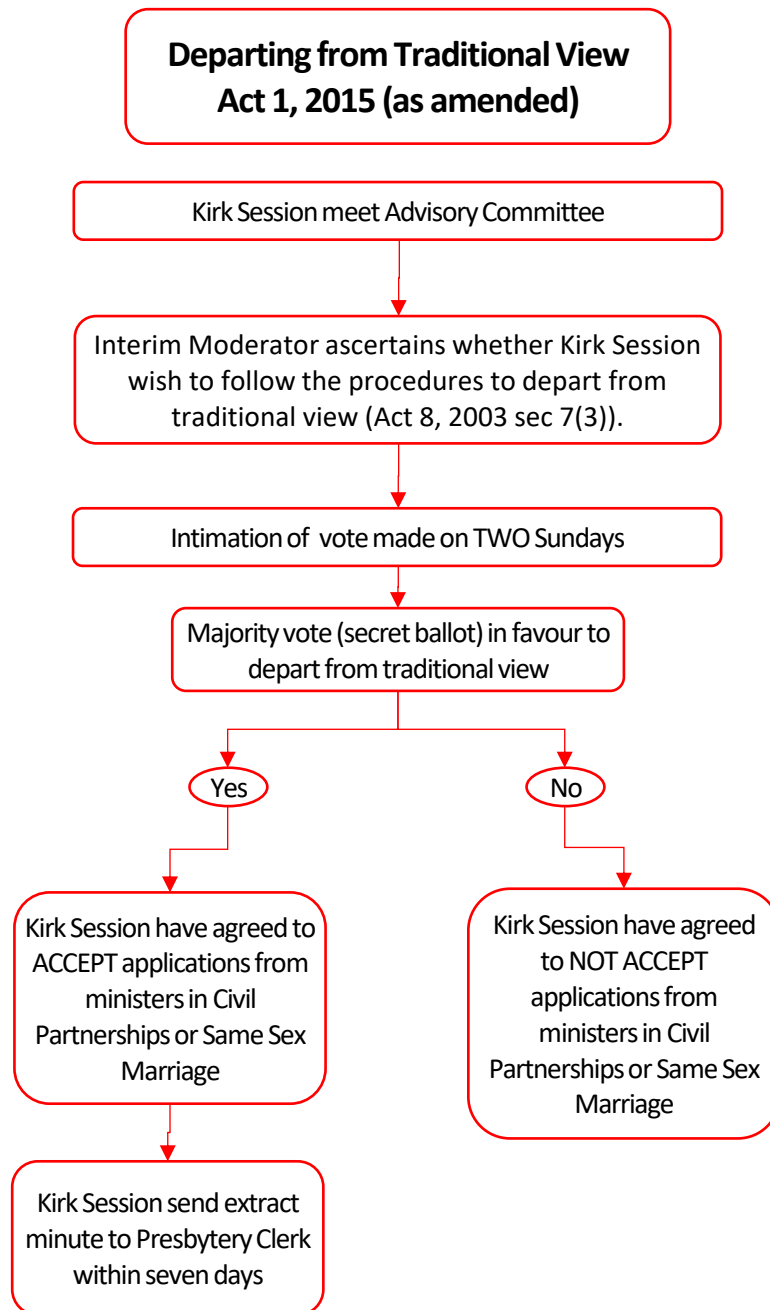 Departing from Traditional View
Act 1, 2015 (as amended)
Kirk Session meet Advisory Committee
Interim Moderator ascertains whether Kirk Session
wish to follow the procedures to depart from
traditional view (Act 8, 2003 sec 7(3)).
Intimation of vote made on TWO Sundays
Majority vote (secret ballot) in favour to
depart from traditional view
Yes
No
Kirk Session have agreed to
ACCEPT applications from
ministers in Civil
Partnerships or Same Sex
Marriage
Kirk Session have agreed
to NOT ACCEPT
applications from
ministers in Civil
Partnerships or Same Sex
Marriage
Kirk Session send extract
minute to Presbytery Clerk
within seven days